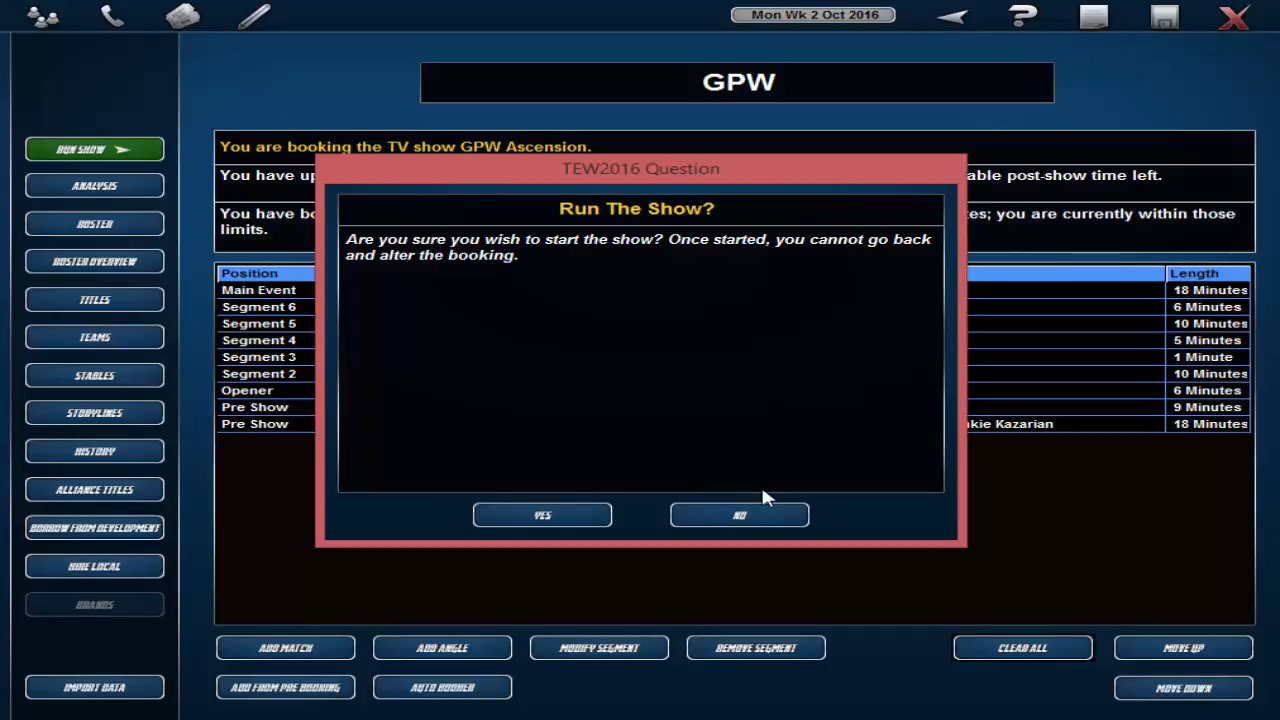 Mon Wk 2 Oct 2016
GPW
RUN SHOW
ANALYSIS
ROSTER
ROSTER OVERVIEW
TITLES
TEAMS
STABLES
STORYLINES
HISTORY
ALLIANCE TITLES
BORROW FROM DEVELOPMENT
HIRE LOCAL
BRANDS
IMPORT DATA
You are booking the TV show GPW Ascension.
You have up
able post-show time left.
You have bo
es; you are currently within those
limits.
Position Length
Main Event 18 Minutes
Segment 6 6 Minutes
Segment 5 10 Minutes
Segment 4 5 Minutes
Segment 3 1 Minute
Segment 2 10 Minutes
Opener 6 Minutes
Pre Show 9 Minutes
Pre Show nkie Kazarian 18 Minutes
TEW2016 Question
Run The Show?
Are you sure you wish to start the show? Once started, you cannot go back
and alter the booking.
YES NO
ADD MATCH ADD ANGLE MODIFY SEGMENT REMOVE SEGMENT CLEAR ALL MOVE UP
ADD FROM PRE BOOKING AUTO BOOKER MOVE DOWN